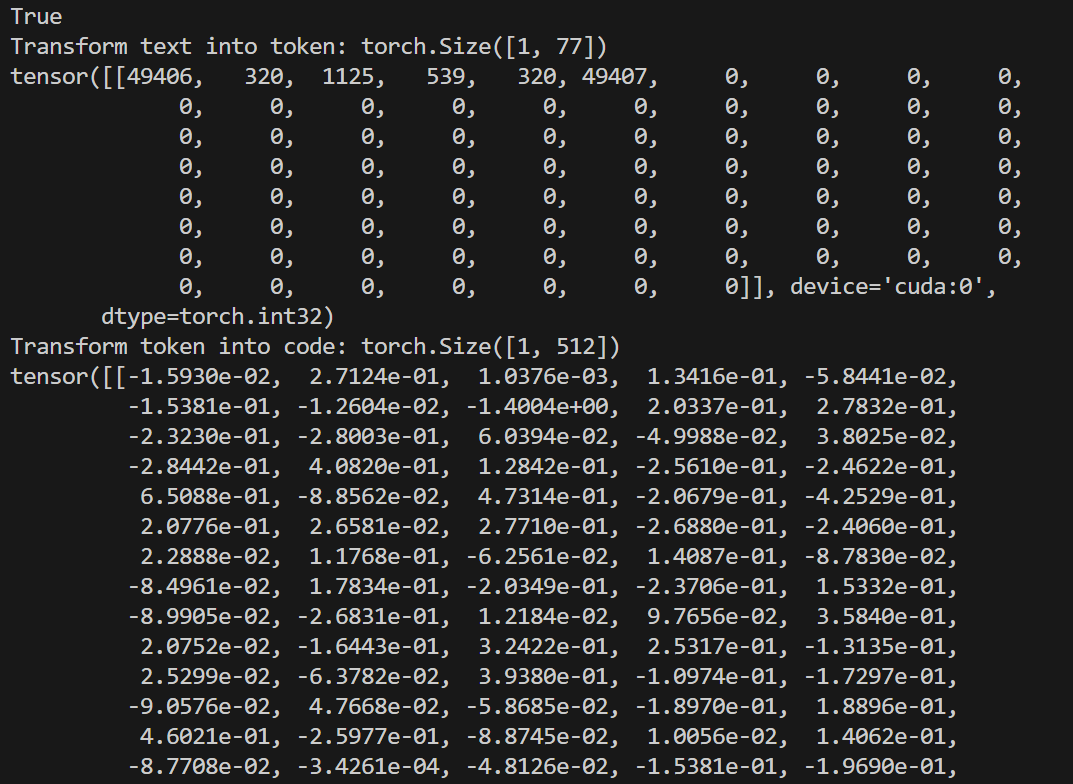 True
Transform text into token: torch.Size([1, 77])
tensor([[49406,   320,  1125,   539,   320, 49407,     0,     0,     0,     0,
             0,     0,     0,     0,     0,     0,     0,     0,     0,     0,
             0,     0,     0,     0,     0,     0,     0,     0,     0,     0,
             0,     0,     0,     0,     0,     0,     0,     0,     0,     0,
             0,     0,     0,     0,     0,     0,     0,     0,     0,     0,
             0,     0,     0,     0,     0,     0,     0,     0,     0,     0,
             0,     0,     0,     0,     0,     0,     0,     0,     0,     0,
             0,     0,     0,     0,     0,     0,     0]], device='cuda:0',
       dtype=torch.int32)
Transform token into code: torch.Size([1, 512])
tensor([[-1.5930e-02,  2.7124e-01,  1.0376e-03,  1.3416e-01, -5.8441e-02,
         -1.5381e-01, -1.2604e-02, -1.4004e+00,  2.0337e-01,  2.7832e-01,
         -2.3230e-01, -2.8003e-01,  6.0394e-02, -4.9988e-02,  3.8025e-02,
         -2.8442e-01,  4.0820e-01,  1.2842e-01, -2.5610e-01, -2.4622e-01,
          6.5088e-01, -8.8562e-02,  4.7314e-01, -2.0679e-01, -4.2529e-01,
          2.0776e-01,  2.6581e-02,  2.7710e-01, -2.6880e-01, -2.4060e-01,
          2.2888e-02,  1.1768e-01, -6.2561e-02,  1.4087e-01, -8.7830e-02,
         -8.4961e-02,  1.7834e-01, -2.0349e-01, -2.3706e-01,  1.5332e-01,
         -8.9905e-02, -2.6831e-01,  1.2184e-02,  9.7656e-02,  3.5840e-01,
          2.0752e-01, -1.6443e-01,  3.2422e-01,  2.5317e-01, -1.3135e-01,
          2.5299e-02, -6.3782e-02,  3.9380e-01, -1.0974e-01, -1.7297e-01,
         -9.0576e-02,  4.7668e-02, -5.8685e-02, -1.8970e-01,  1.8896e-01,
          4.6021e-01, -2.5977e-01, -8.8745e-02,  1.0056e-02,  1.4062e-01,
         -8.7708e-02, -3.4261e-04, -4.8126e-02, -1.5381e-01, -1.9690e-01,